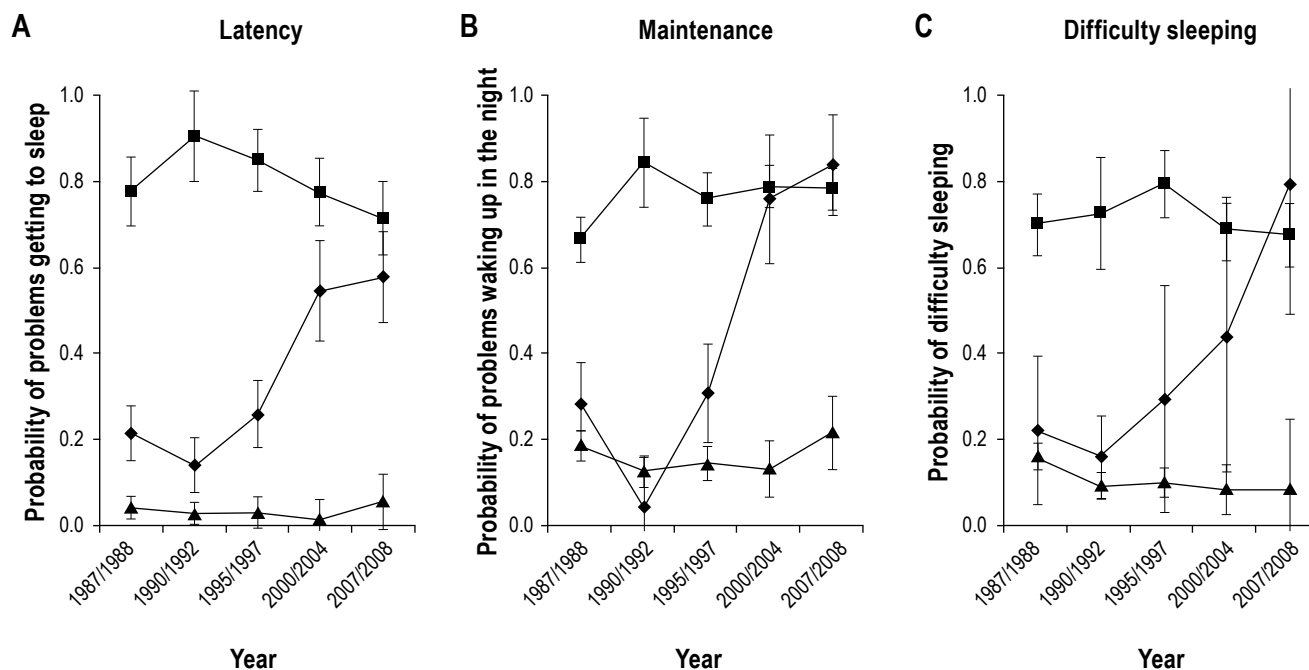 A
Latency
Probability of problems getting to sleep
1.0
0.8
0.6
0.4
0.2
0.0
1987/1988
1990/1992
1995/1997
2000/2004
2007/2008
Year
B
Maintenance
Probability of problems waking up in the night
1.0
0.8
0.6
0.4
0.2
0.0
1987/1988
1990/1992
1995/1997
2000/2004
2007/2008
Year
C
Difficulty sleeping
Probability of difficulty sleeping
1.0
0.8
0.6
0.4
0.2
0.0
1987/1988
1990/1992
1995/1997
2000/2004
2007/2008
Year